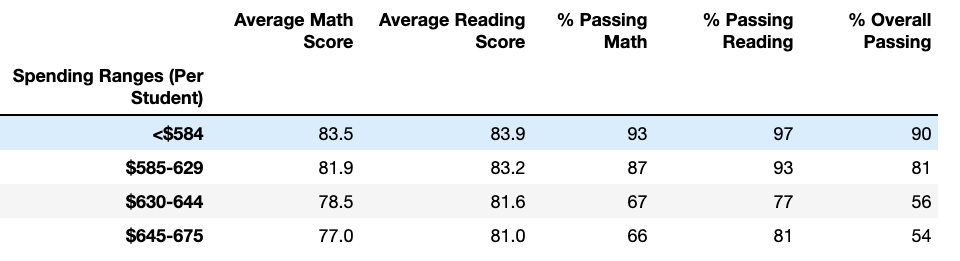 Average Math Average Reading % Passing % Passing % Overall
Score Score Math Reading Passing
Spending Ranges (Per
Student)
<$584 83.5 83.9 93 97 90
$585-629 81.9 83.2 87 93 81
$630-644 78.5 81.6 67 77 56
$645-675 77.0 81.0 66 81 54